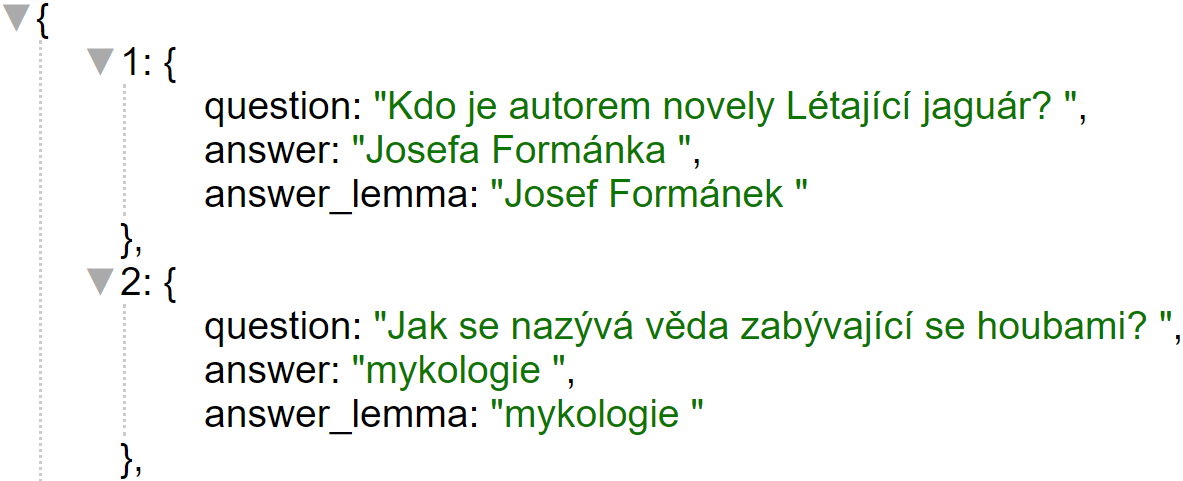 ▼ {
▼ 1: {
question: "Kdo je autorem novely Létající jaguár? ",
answer: "Josefa Formánka ",
answer_lemma: "Josef Formánek "
},
▼ 2: {
question: "Jak se nazývá věda zabývající se houbami? ",
answer: "mykologie ",
answer_lemma: "mykologie "
},